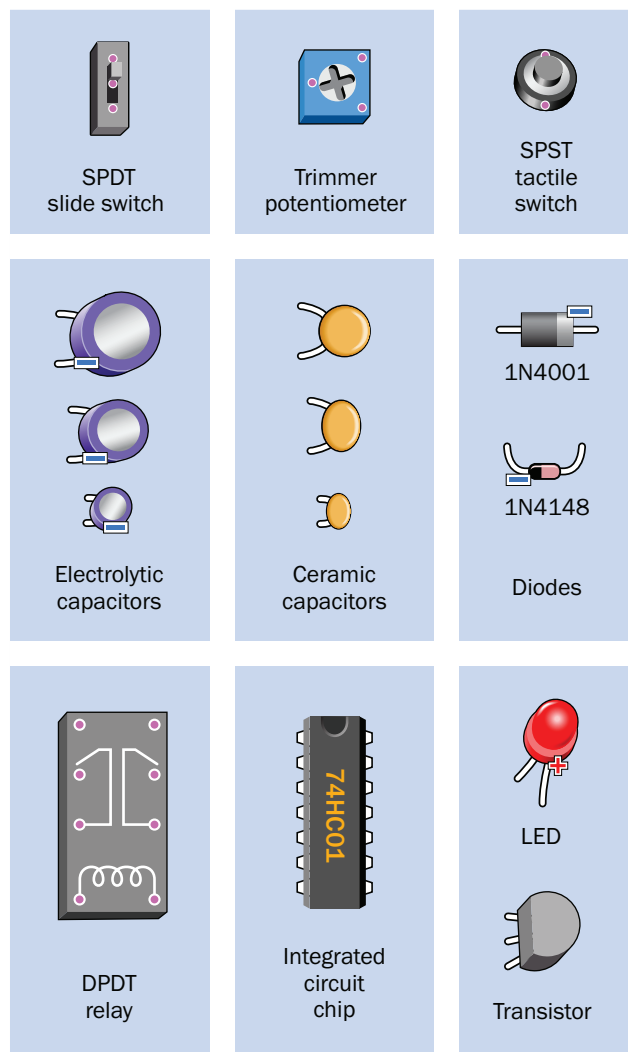 SPDT
slide switch
Trimmer
potentiometer
SPST
tactile
switch
Electrolytic
capacitors
Ceramic
capacitors
1N4001
1N4148
Diodes
DPDT
relay
74HC01
Integrated
circuit
chip
LED
Transistor